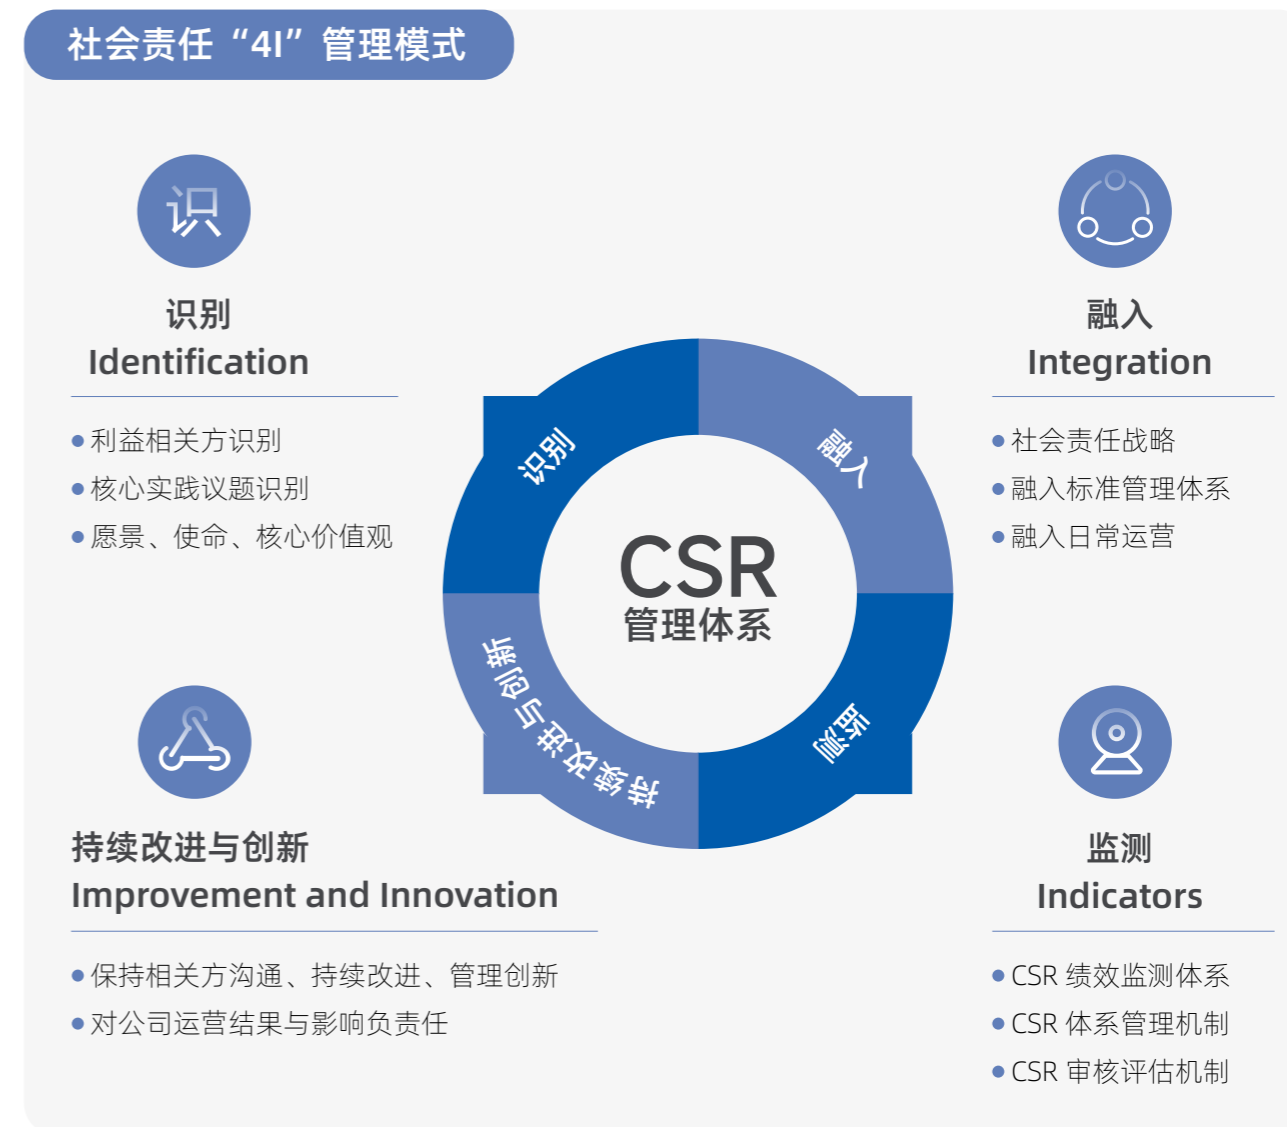 社会责任“4I”管理模式
识
识别
Identification
利益相关方识别
核心实践议题识别
愿景、使命、核心价值观
融入
Integration
社会责任战略
融入标准管理体系
融入日常运营
识别
融入
CSR
管理体系
持续改进与创新
监测
持续改进与创新
Improvement and Innovation
保持相关方沟通、持续改进、管理创新
对公司运营结果与影响负责任
监测
Indicators
CSR 绩效监测体系
CSR 体系管理机制
CSR 审核评估机制